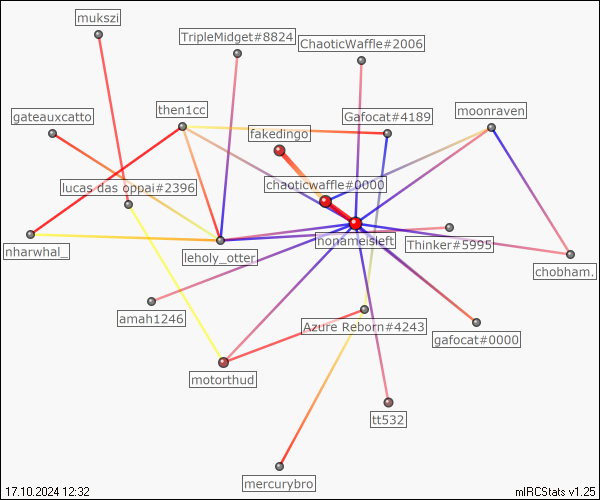 mukszi
TripleMidget#8824
ChaoticWaffle#2006
gateauxcatto
then1cc
Gafocat#4189
moonraven
fakedingo
lucas das oppai#2396
chaoticwaffle#0000
nharwhal_
leholy_otter
nonameisleft
Thinker#5995
chobham.
amah1246
Azure Reborn#4243
gafocat#0000
motorthud
tt532
mercurybro
17.10.2024 12:32
mIRCStats v1.25